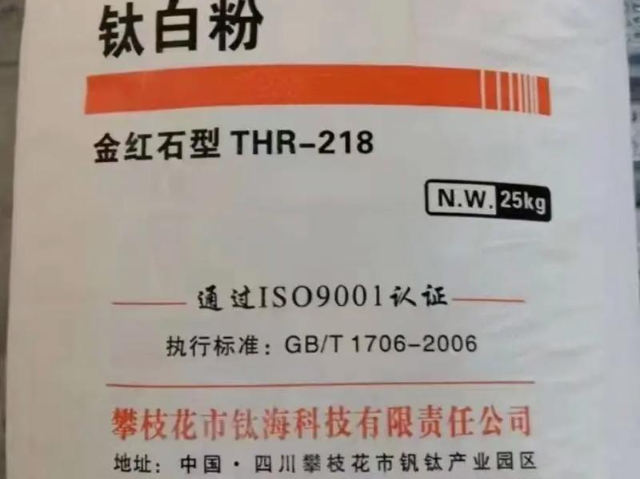 钛白粉
金红石型 THR-218
N.W. 25kg
通过ISO9001认证
执行标准：GB/T 1706-2006
攀枝花市钛海科技有限责任公司
地址：中国·四川攀枝花市钒钛产业园区